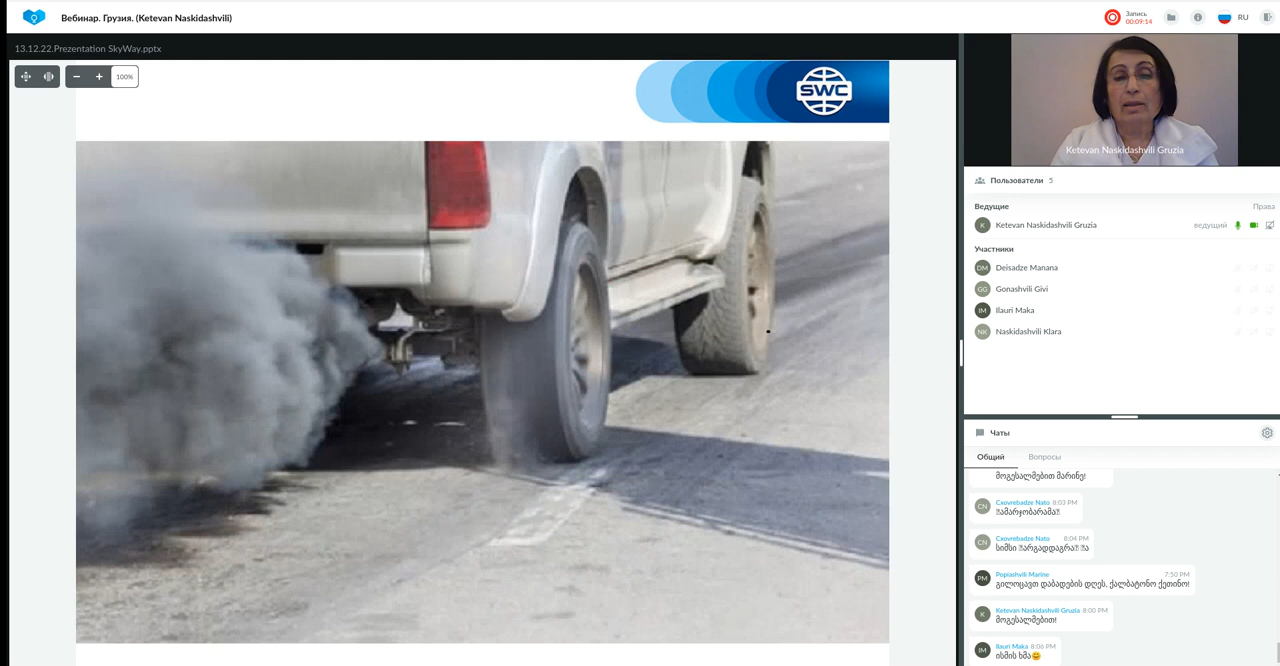 Вебинар. Грузия. (Ketevan Naskidashvili)
Запись
00:09:14
RU
13.12.22.Prezentation SkyWay.pptx
100%
SWC
Ketevan Naskidashvili Gruzia
Пользователи 5
Ведущие Права
K Ketevan Naskidashvili Gruzia ведущий
Участники
DM Deisadze Manana
GG Gonashvili Givi
IM Ilauri Maka
NK Naskidashvili Klara
Чаты
Общий Вопросы
მოგესალმებით მარინე!
CN Cxovrebadze Nato 8:03 PM
ამარჯობარამა
CN Cxovrebadze Nato 8:04 PM
სიმსი არგადდაგრა ა
PM Popiashvili Marine 7:50 PM
გილოცავთ დაბადების დღეს, ქალბატონო ქეთინო!
K Ketevan Naskidashvili Gruzia 8:00 PM
მოგესალმებით!
IM Ilauri Maka 8:06 PM
ისმის ხმა😊